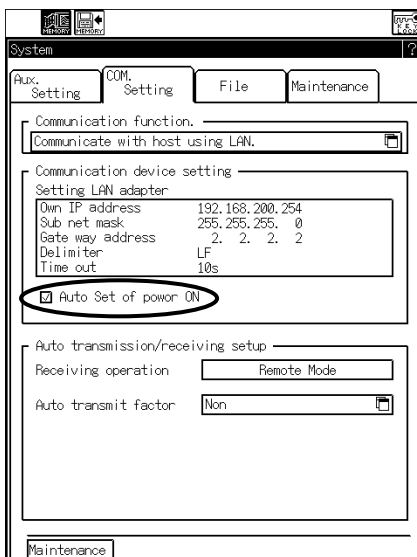 MEMORY MEMORY KEY LOCK
System ?
Aux. Setting COM. Setting File Maintenance
Communication function.
Communicate with host using LAN.
Communication device setting
Setting LAN adapter
Own IP address 192.168.200.254
Sub net mask 255.255.255. 0
Gate way address 2. 2. 2. 2
Delimiter LF
Time out 10s
Auto Set of powor ON
Auto transmission/receiving setup
Receiving operation Remote Mode
Auto transmit factor Non
Maintenance